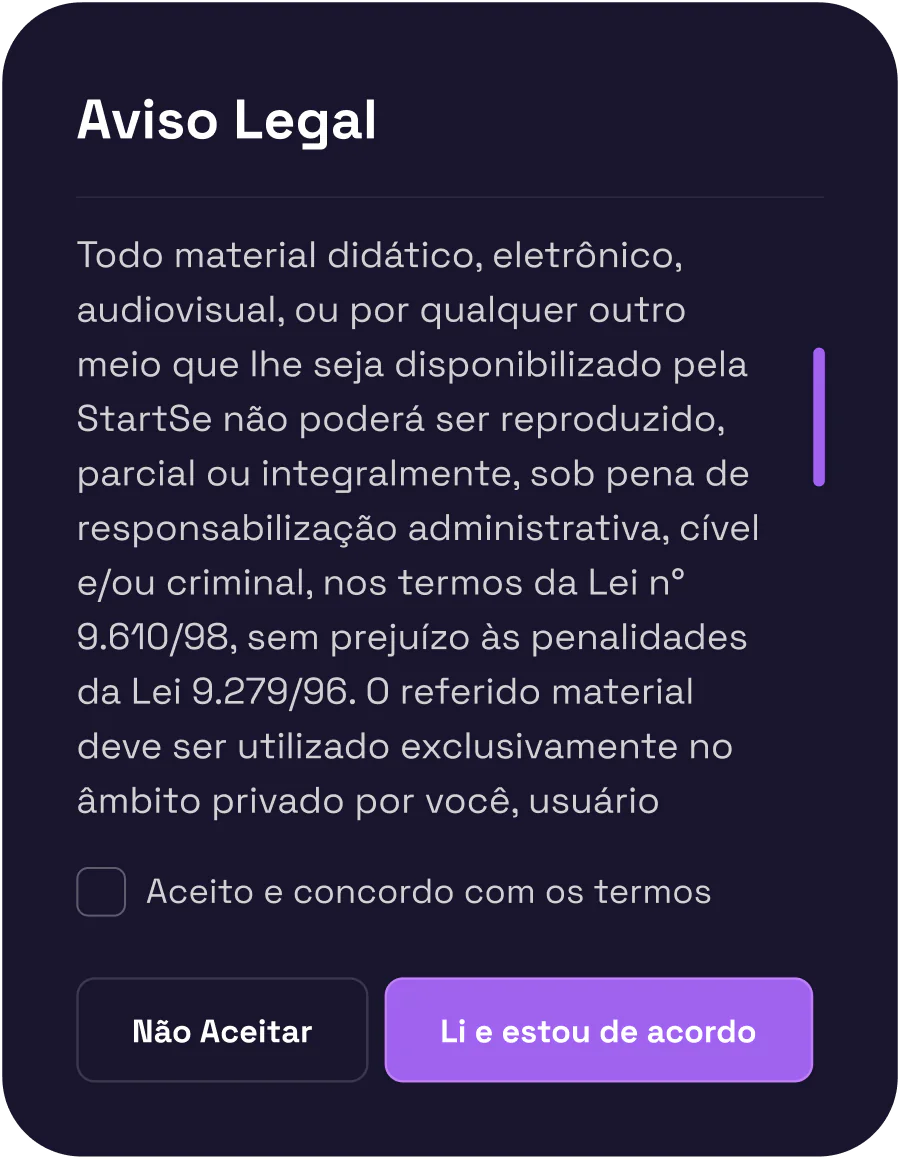 Aviso Legal
Todo material didático, eletrônico,
audiovisual, ou por qualquer outro
meio que lhe seja disponibilizado pela
StartSe não poderá ser reproduzido,
parcial ou integralmente, sob pena de
responsabilização administrativa, cível
e/ou criminal, nos termos da Lei n°
9.610/98, sem prejuízo às penalidades
da Lei 9.279/96. O referido material
deve ser utilizado exclusivamente no
âmbito privado por você, usuário
Aceito e concordo com os termos
Não Aceitar
Li e estou de acordo